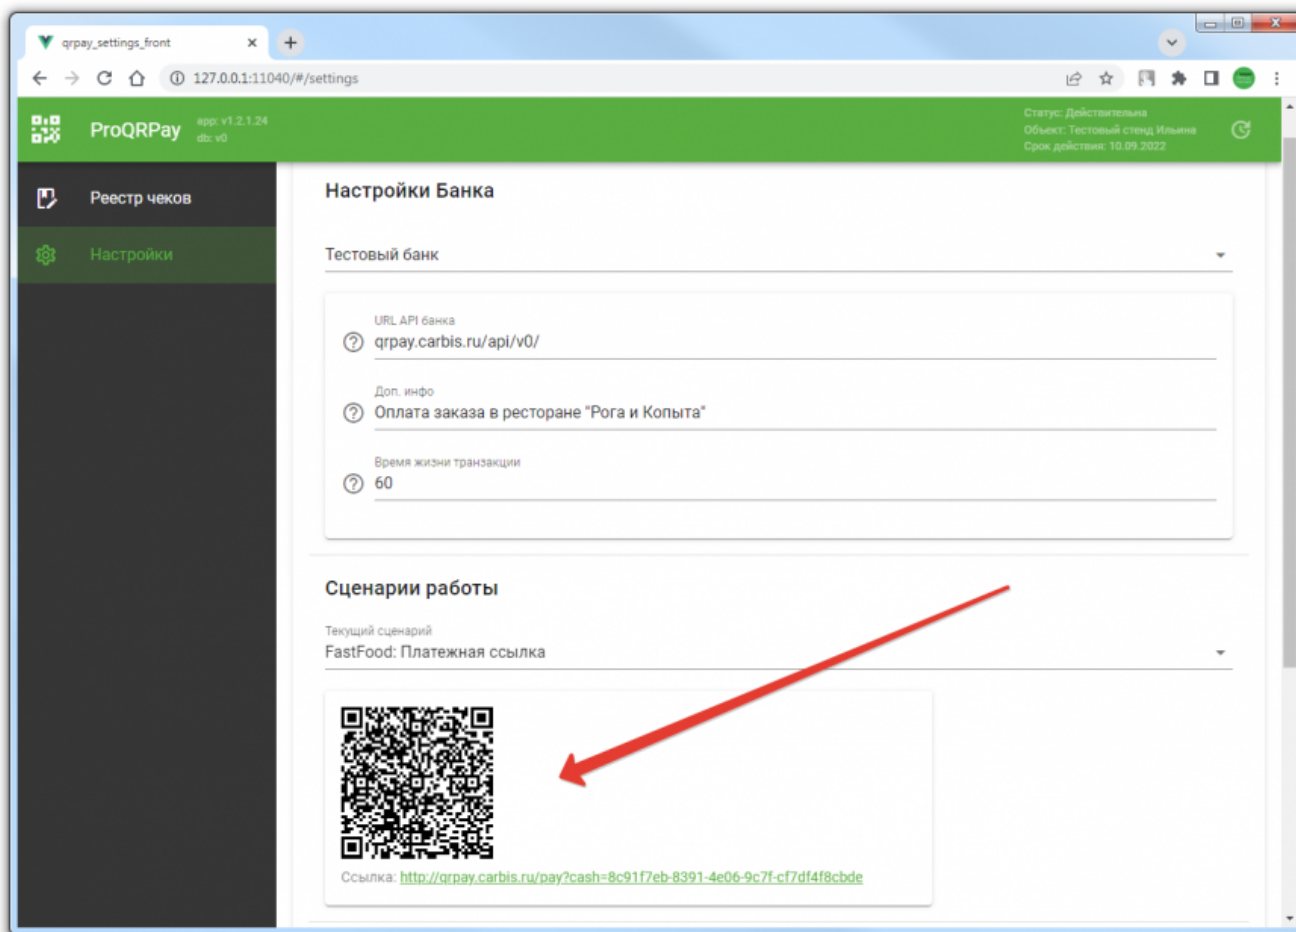 qrpay_settings_front
127.0.0.1:11040/#/settings
ProQRPay
app: v1.2.1.24
db: v0
Статус: Действительна
Объект: Тестовый стенд Ильина
Срок действия: 10.09.2022
Реестр чеков
Настройки
Настройки Банка
Тестовый банк
URL API банка
qrpay.carbis.ru/api/v0/
Доп. инфо
Оплата заказа в ресторане "Рога и Копыта"
Время жизни транзакции
60
Сценарии работы
Текущий сценарий
FastFood: Платежная ссылка
Ссылка: http://qrpay.carbis.ru/pay?cash=8c91f7eb-8391-4e06-9c7f-cf7df4f8cbde